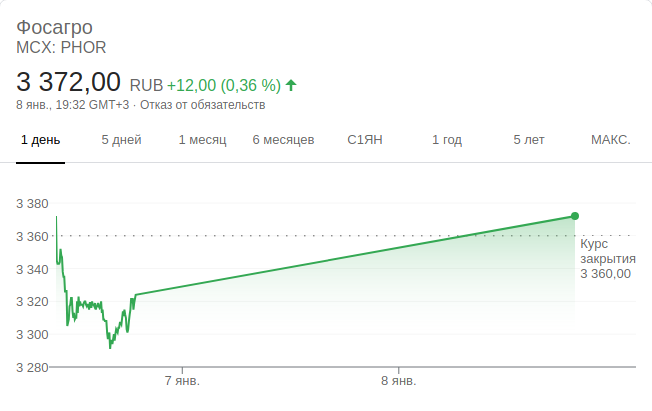 Фосагро
MCX: PHOR
3 372,00 RUB +12,00 (0,36 %)
8 янв., 19:32 GMT+3 · Отказ от обязательств
1 день 5 дней 1 месяц 6 месяцев С1ЯН 1 год 5 лет МАКС.
3 380
3 360
Курс
закрытия
3 360,00
3 340
3 320
3 300
3 280
7 янв. 8 янв.